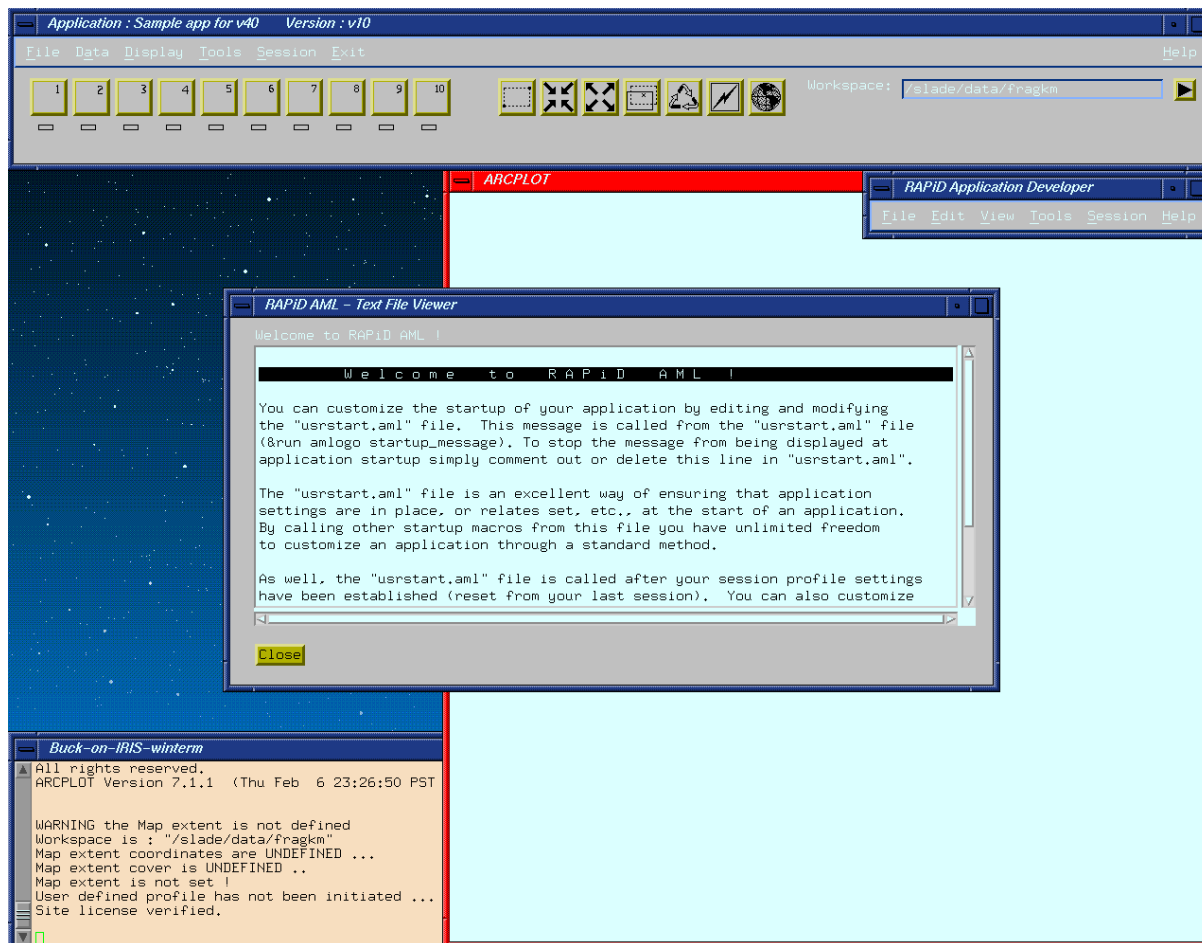 Application : Sample app for v40 Version : v10
File Data Display Tools Session Exit Help
1 2 3 4 5 6 7 8 9 10
Workspace: /slade/data/fragkm
ARCPLOT
RAPiD Application Developer
File Edit View Tools Session Help
RAPiD AML - Text File Viewer
Welcome to RAPiD AML !
Welcome to RAPiD AML !
You can customize the startup of your application by editing and modifying
the "usrstart.aml" file. This message is called from the "usrstart.aml" file
(&run amlogo startup_message). To stop the message from being displayed at
application startup simply comment out or delete this line in "usrstart.aml".
The "usrstart.aml" file is an excellent way of ensuring that application
settings are in place, or relates set, etc., at the start of an application.
By calling other startup macros from this file you have unlimited freedom
to customize an application through a standard method.
As well, the "usrstart.aml" file is called after your session profile settings
have been established (reset from your last session). You can also customize
Close
Buck-on-IRIS-winterm
All rights reserved.
ARCPLOT Version 7.1.1 (Thu Feb 6 23:26:50 PST
WARNING the Map extent is not defined
Workspace is : "/slade/data/fragkm"
Map extent coordinates are UNDEFINED ...
Map extent cover is UNDEFINED ..
Map extent is not set !
User defined profile has not been initiated ...
Site license verified.